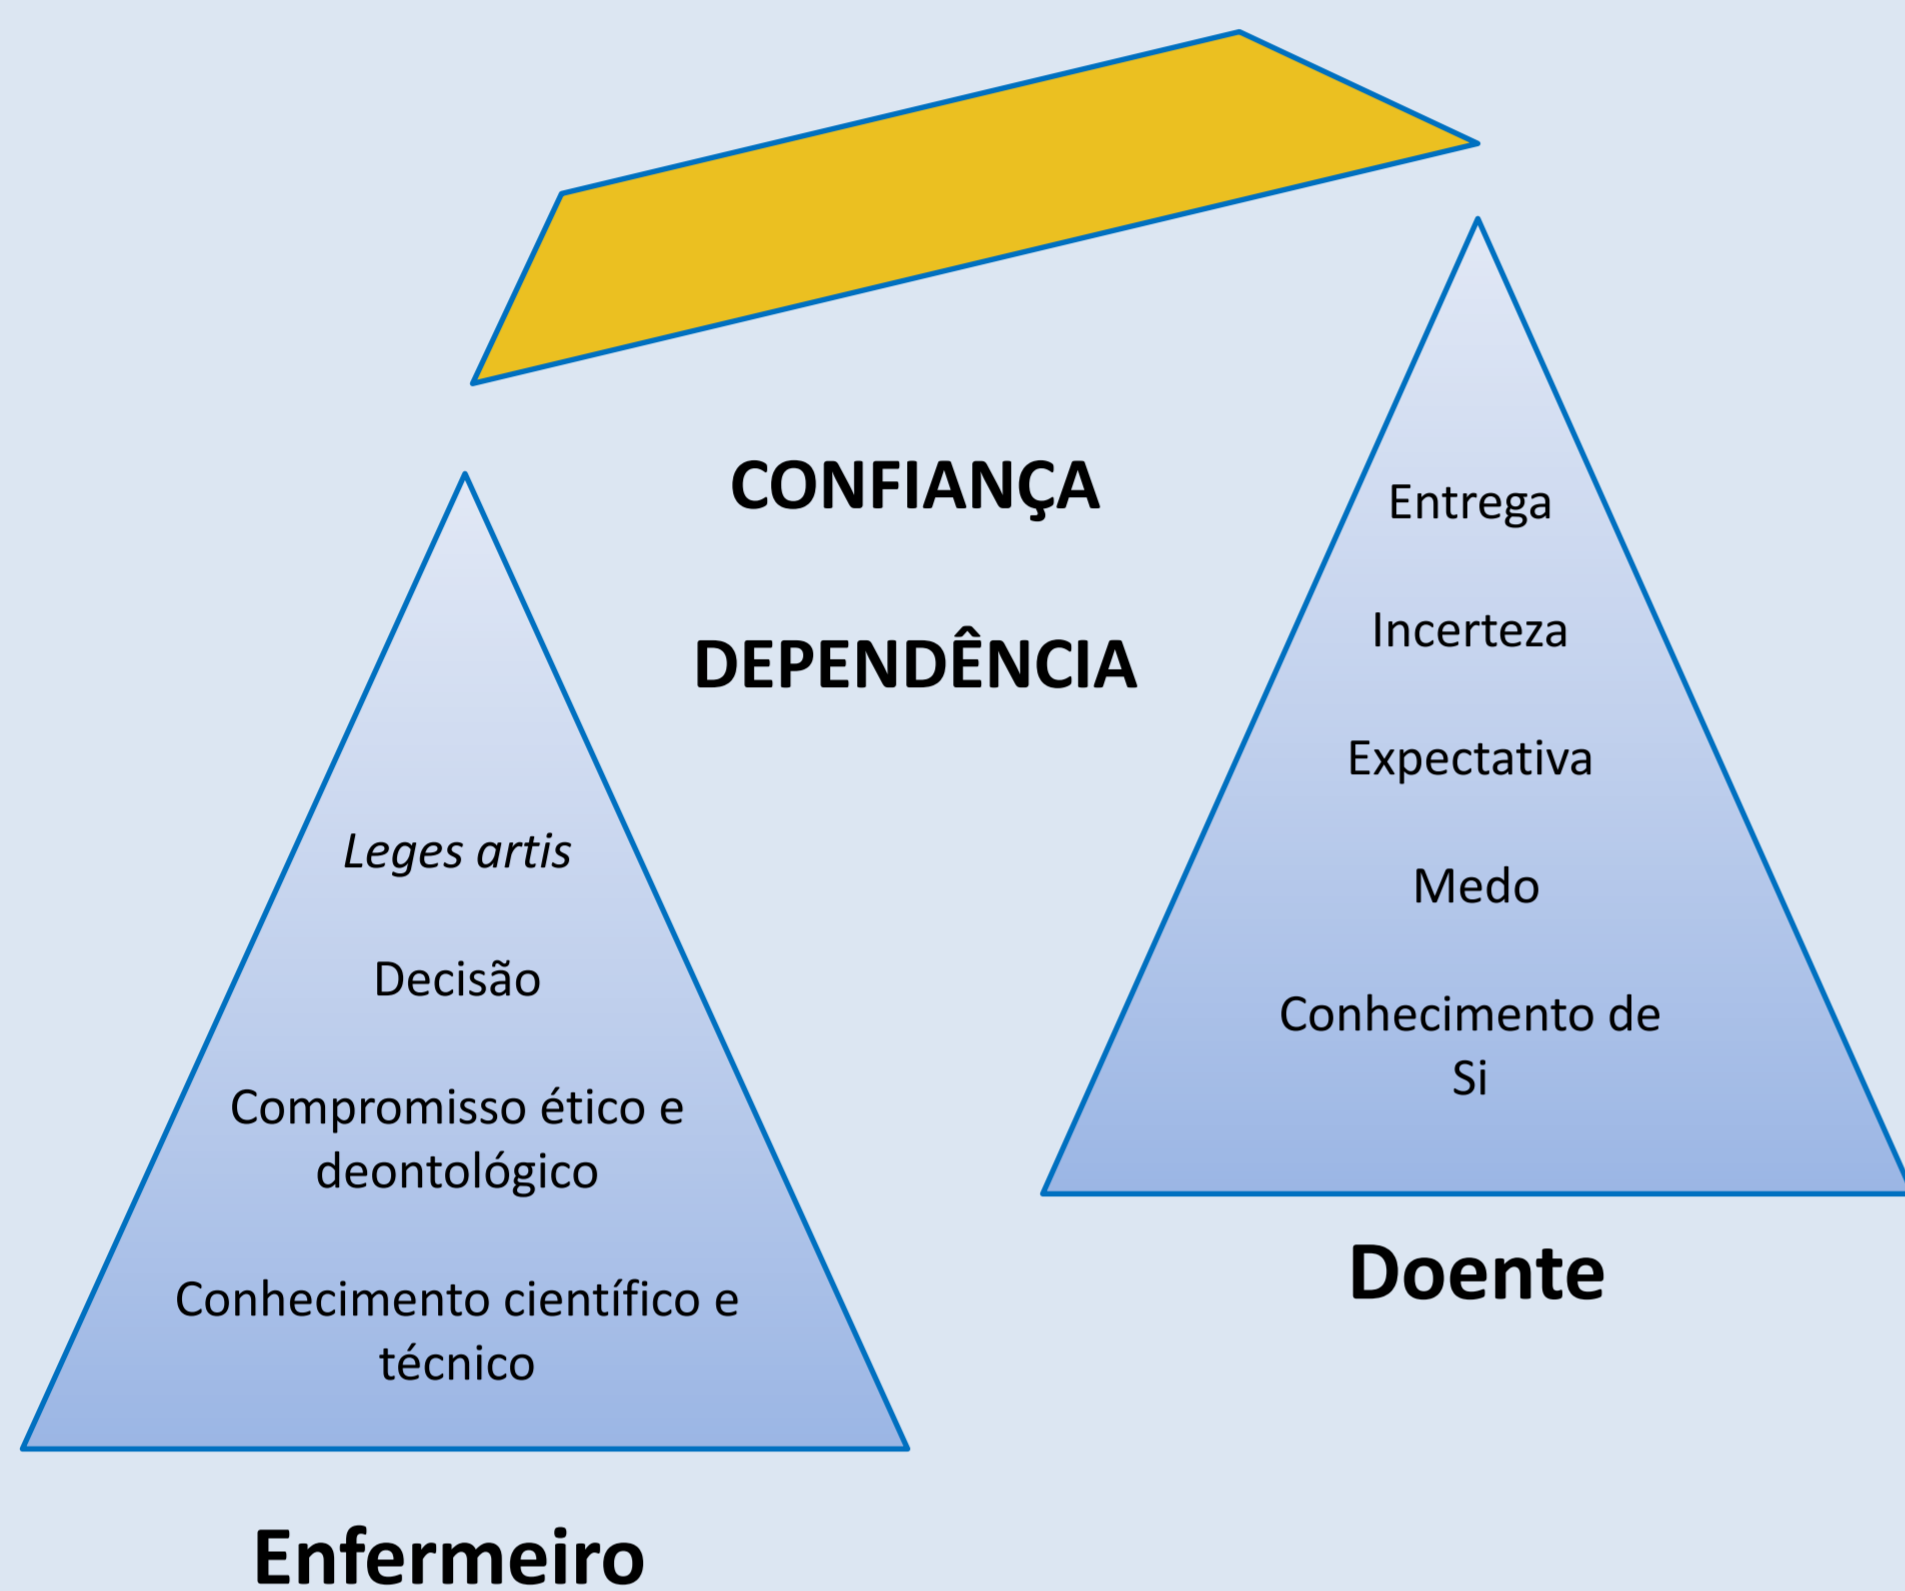 CONFIANÇA
DEPENDÊNCIA
Leges artis
Decisão
Compromisso ético e
deontológico
Conhecimento científico e
técnico
Enfermeiro
Entrega
Incerteza
Expectativa
Medo
Conhecimento de
Si
Doente